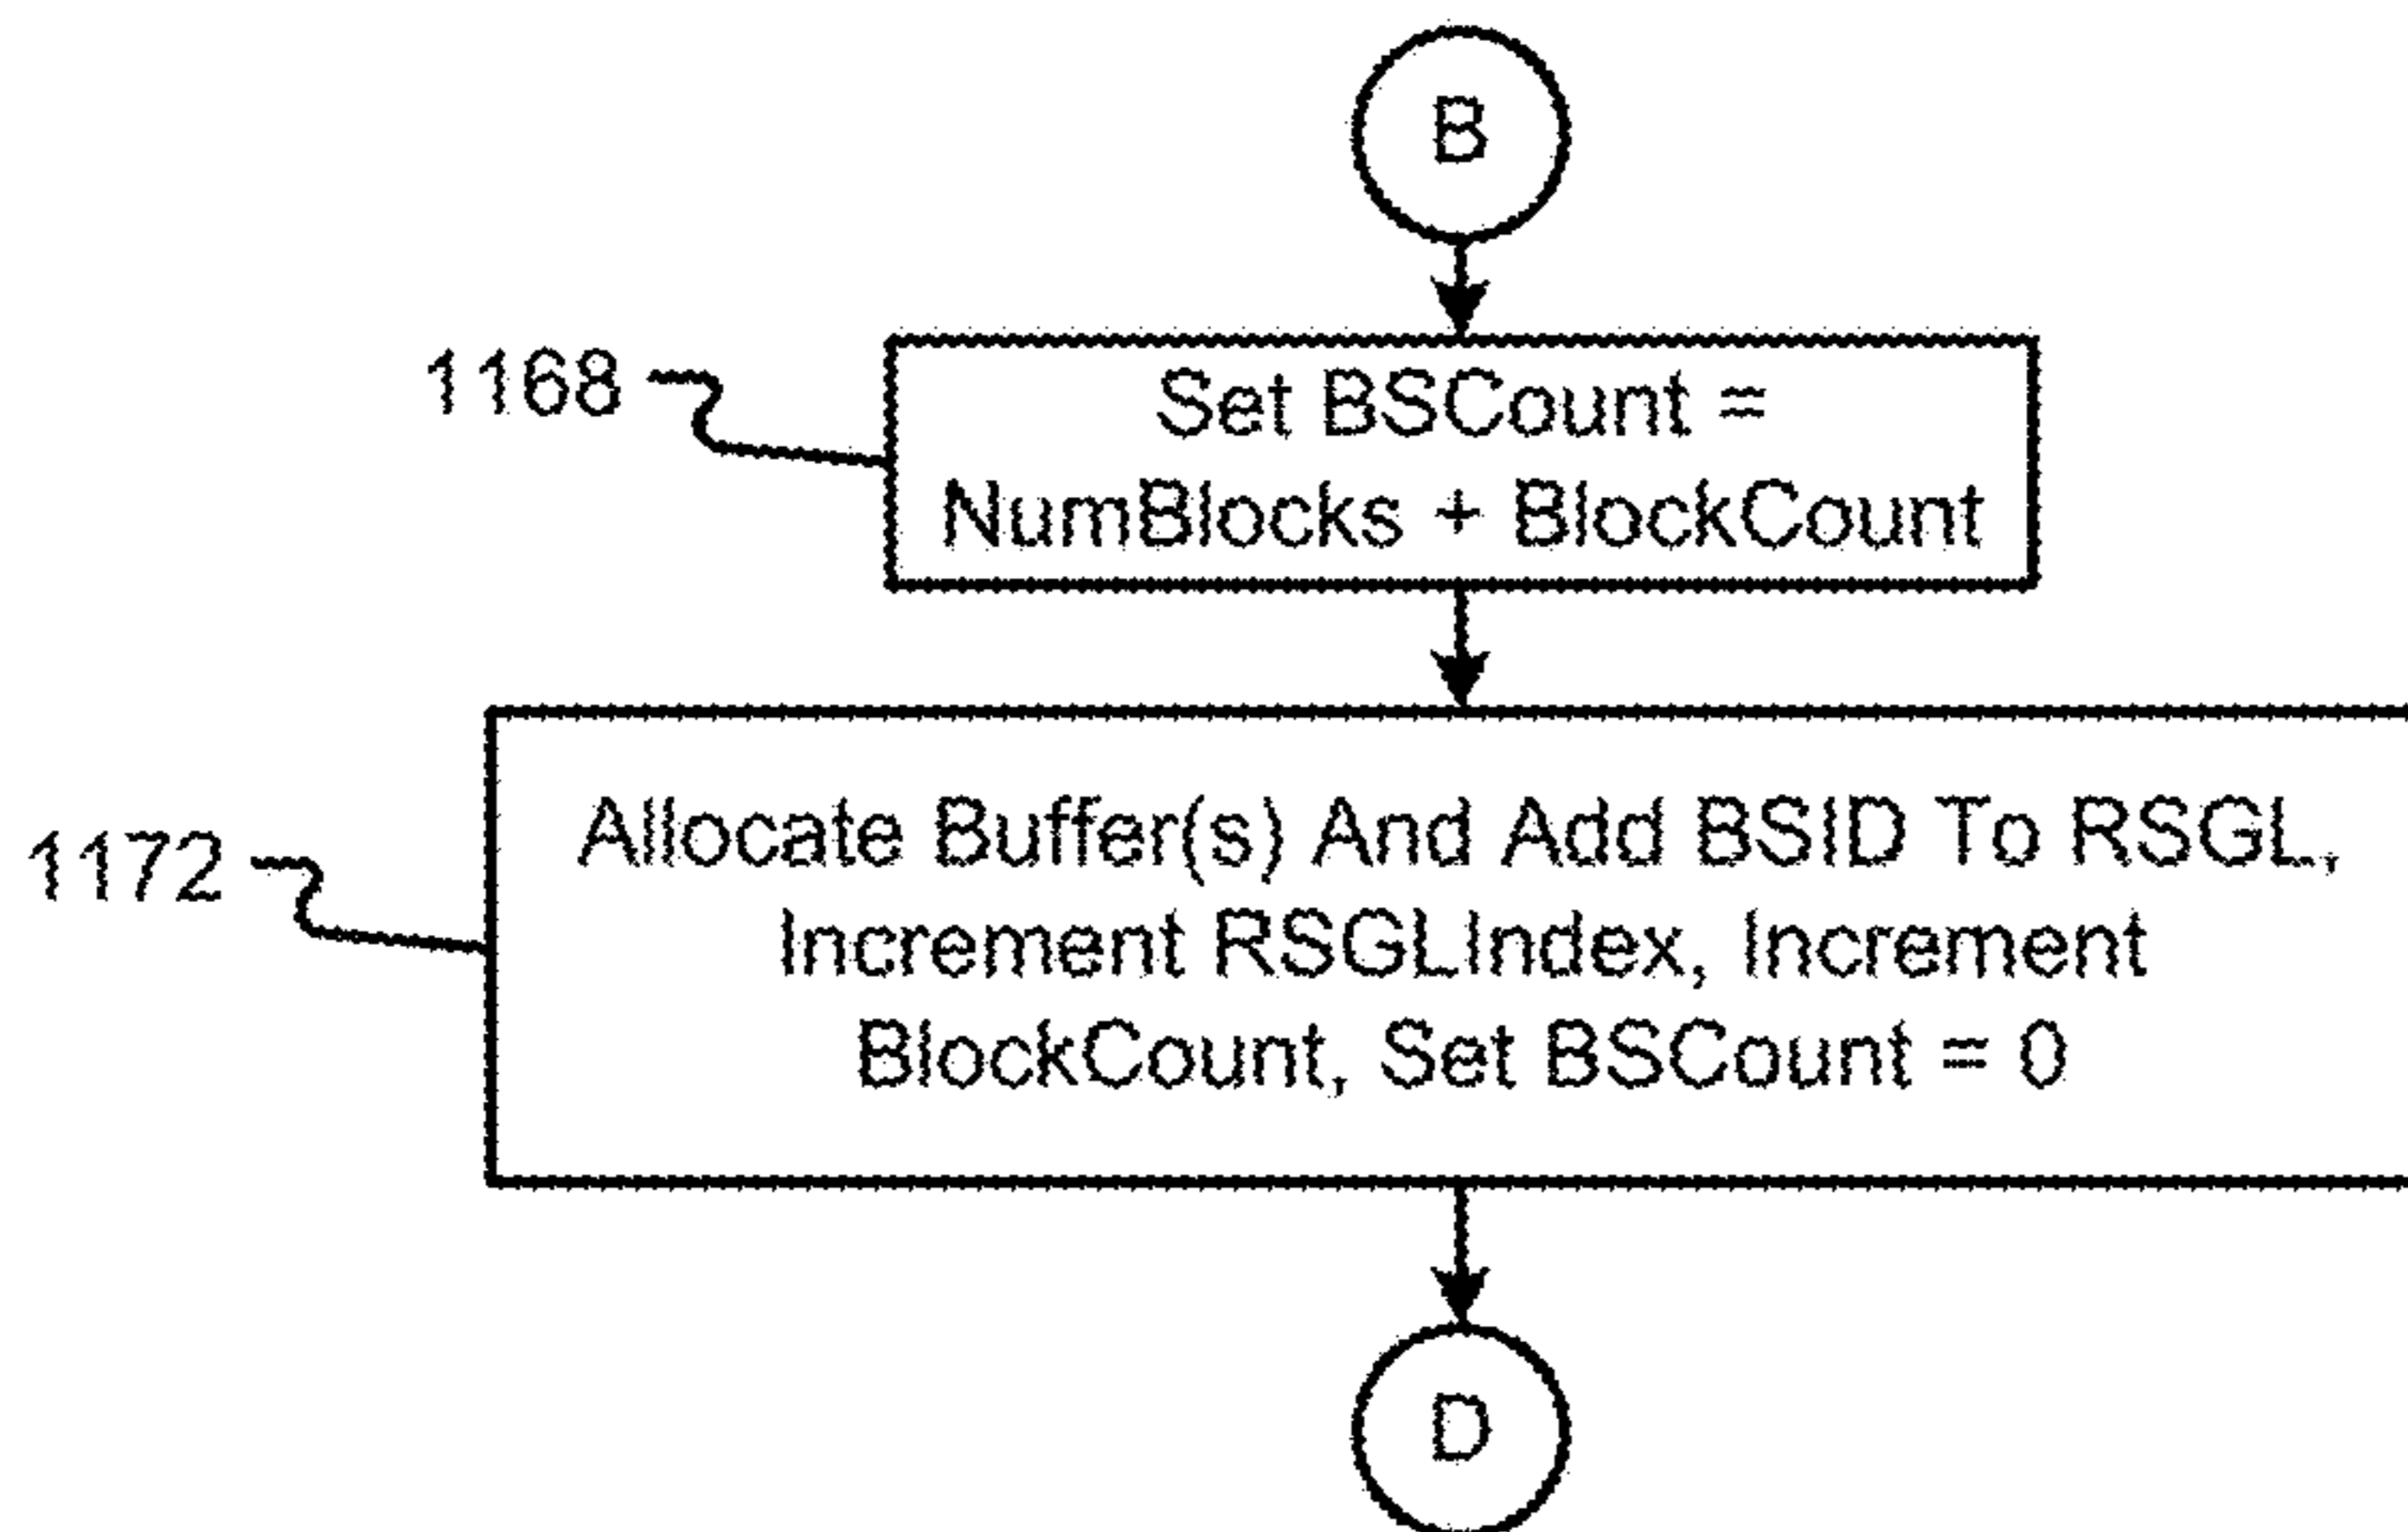 B
1168
Set BSCount =
NumBlocks + BlockCount
1172
Allocate Buffer(s) And Add BSID To RSGL,
Increment RSGLIndex, Increment
BlockCount, Set BSCount = 0
D